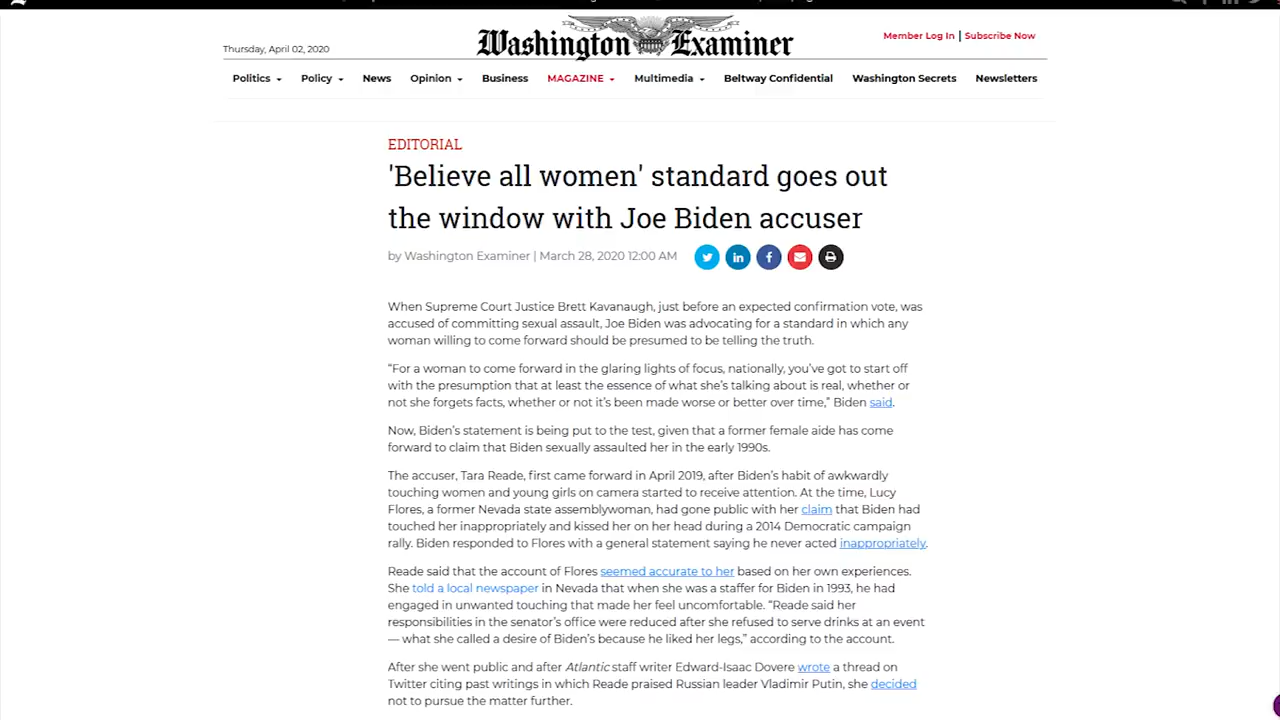 Thursday, April 02, 2020
Washington Examiner
Member Log In | Subscribe Now
Politics Policy News Opinion Business MAGAZINE Multimedia Beltway Confidential Washington Secrets Newsletters
EDITORIAL
'Believe all women' standard goes out
the window with Joe Biden accuser
by Washington Examiner | March 28, 2020 12:00 AM
When Supreme Court Justice Brett Kavanaugh, just before an expected confirmation vote, was
accused of committing sexual assault, Joe Biden was advocating for a standard in which any
woman willing to come forward should be presumed to be telling the truth.
“For a woman to come forward in the glaring lights of focus, nationally, you’ve got to start off
with the presumption that at least the essence of what she’s talking about is real, whether or
not she forgets facts, whether or not it’s been made worse or better over time,” Biden said.
Now, Biden’s statement is being put to the test, given that a former female aide has come
forward to claim that Biden sexually assaulted her in the early 1990s.
The accuser, Tara Reade, first came forward in April 2019, after Biden’s habit of awkwardly
touching women and young girls on camera started to receive attention. At the time, Lucy
Flores, a former Nevada state assemblywoman, had gone public with her claim that Biden had
touched her inappropriately and kissed her on her head during a 2014 Democratic campaign
rally. Biden responded to Flores with a general statement saying he never acted inappropriately.
Reade said that the account of Flores seemed accurate to her based on her own experiences.
She told a local newspaper in Nevada that when she was a staffer for Biden in 1993, he had
engaged in unwanted touching that made her feel uncomfortable. “Reade said her
responsibilities in the senator’s office were reduced after she refused to serve drinks at an event
— what she called a desire of Biden’s because he liked her legs,” according to the account.
After she went public and after Atlantic staff writer Edward-Isaac Dovere wrote a thread on
Twitter citing past writings in which Reade praised Russian leader Vladimir Putin, she decided
not to pursue the matter further.